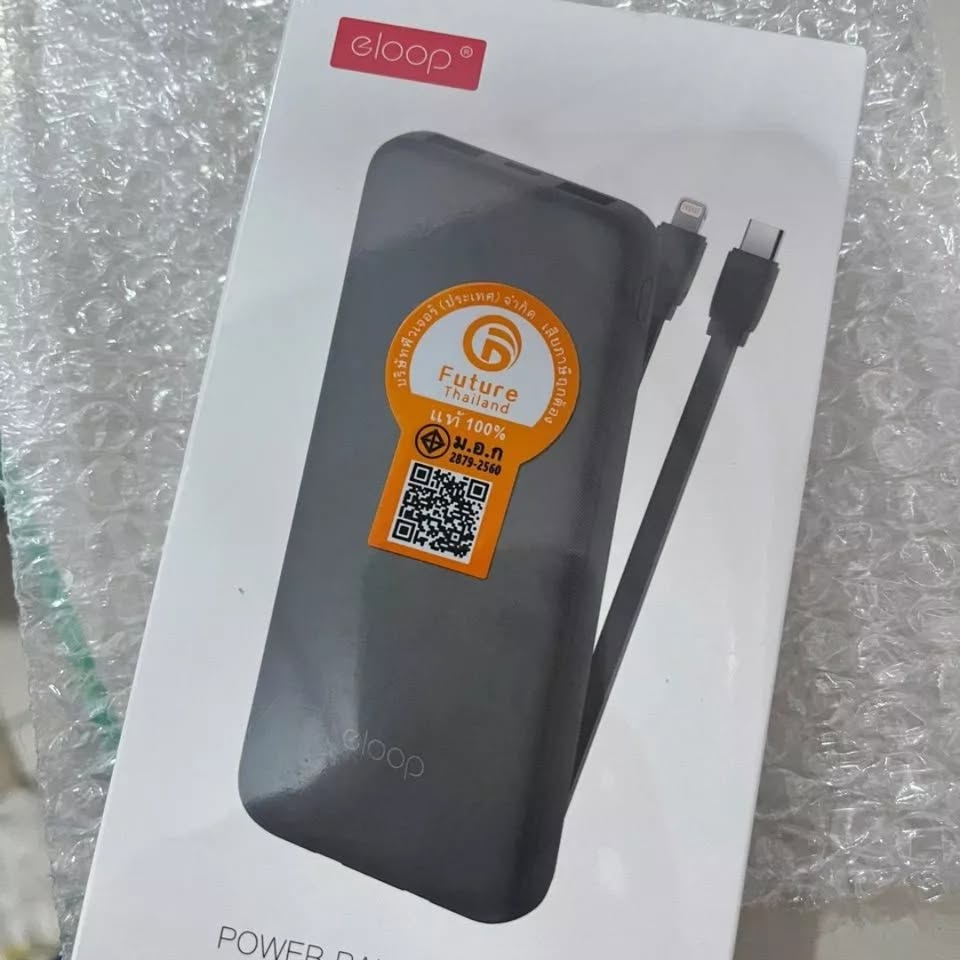 eloop®
บริษัทฟิวเจอร์ (ประเทศ) จำกัด เสียภาษีถูกต้อง
Future
Thailand
แท้ 100%
ม.อ.ก
2879-2560
eloop
POWER